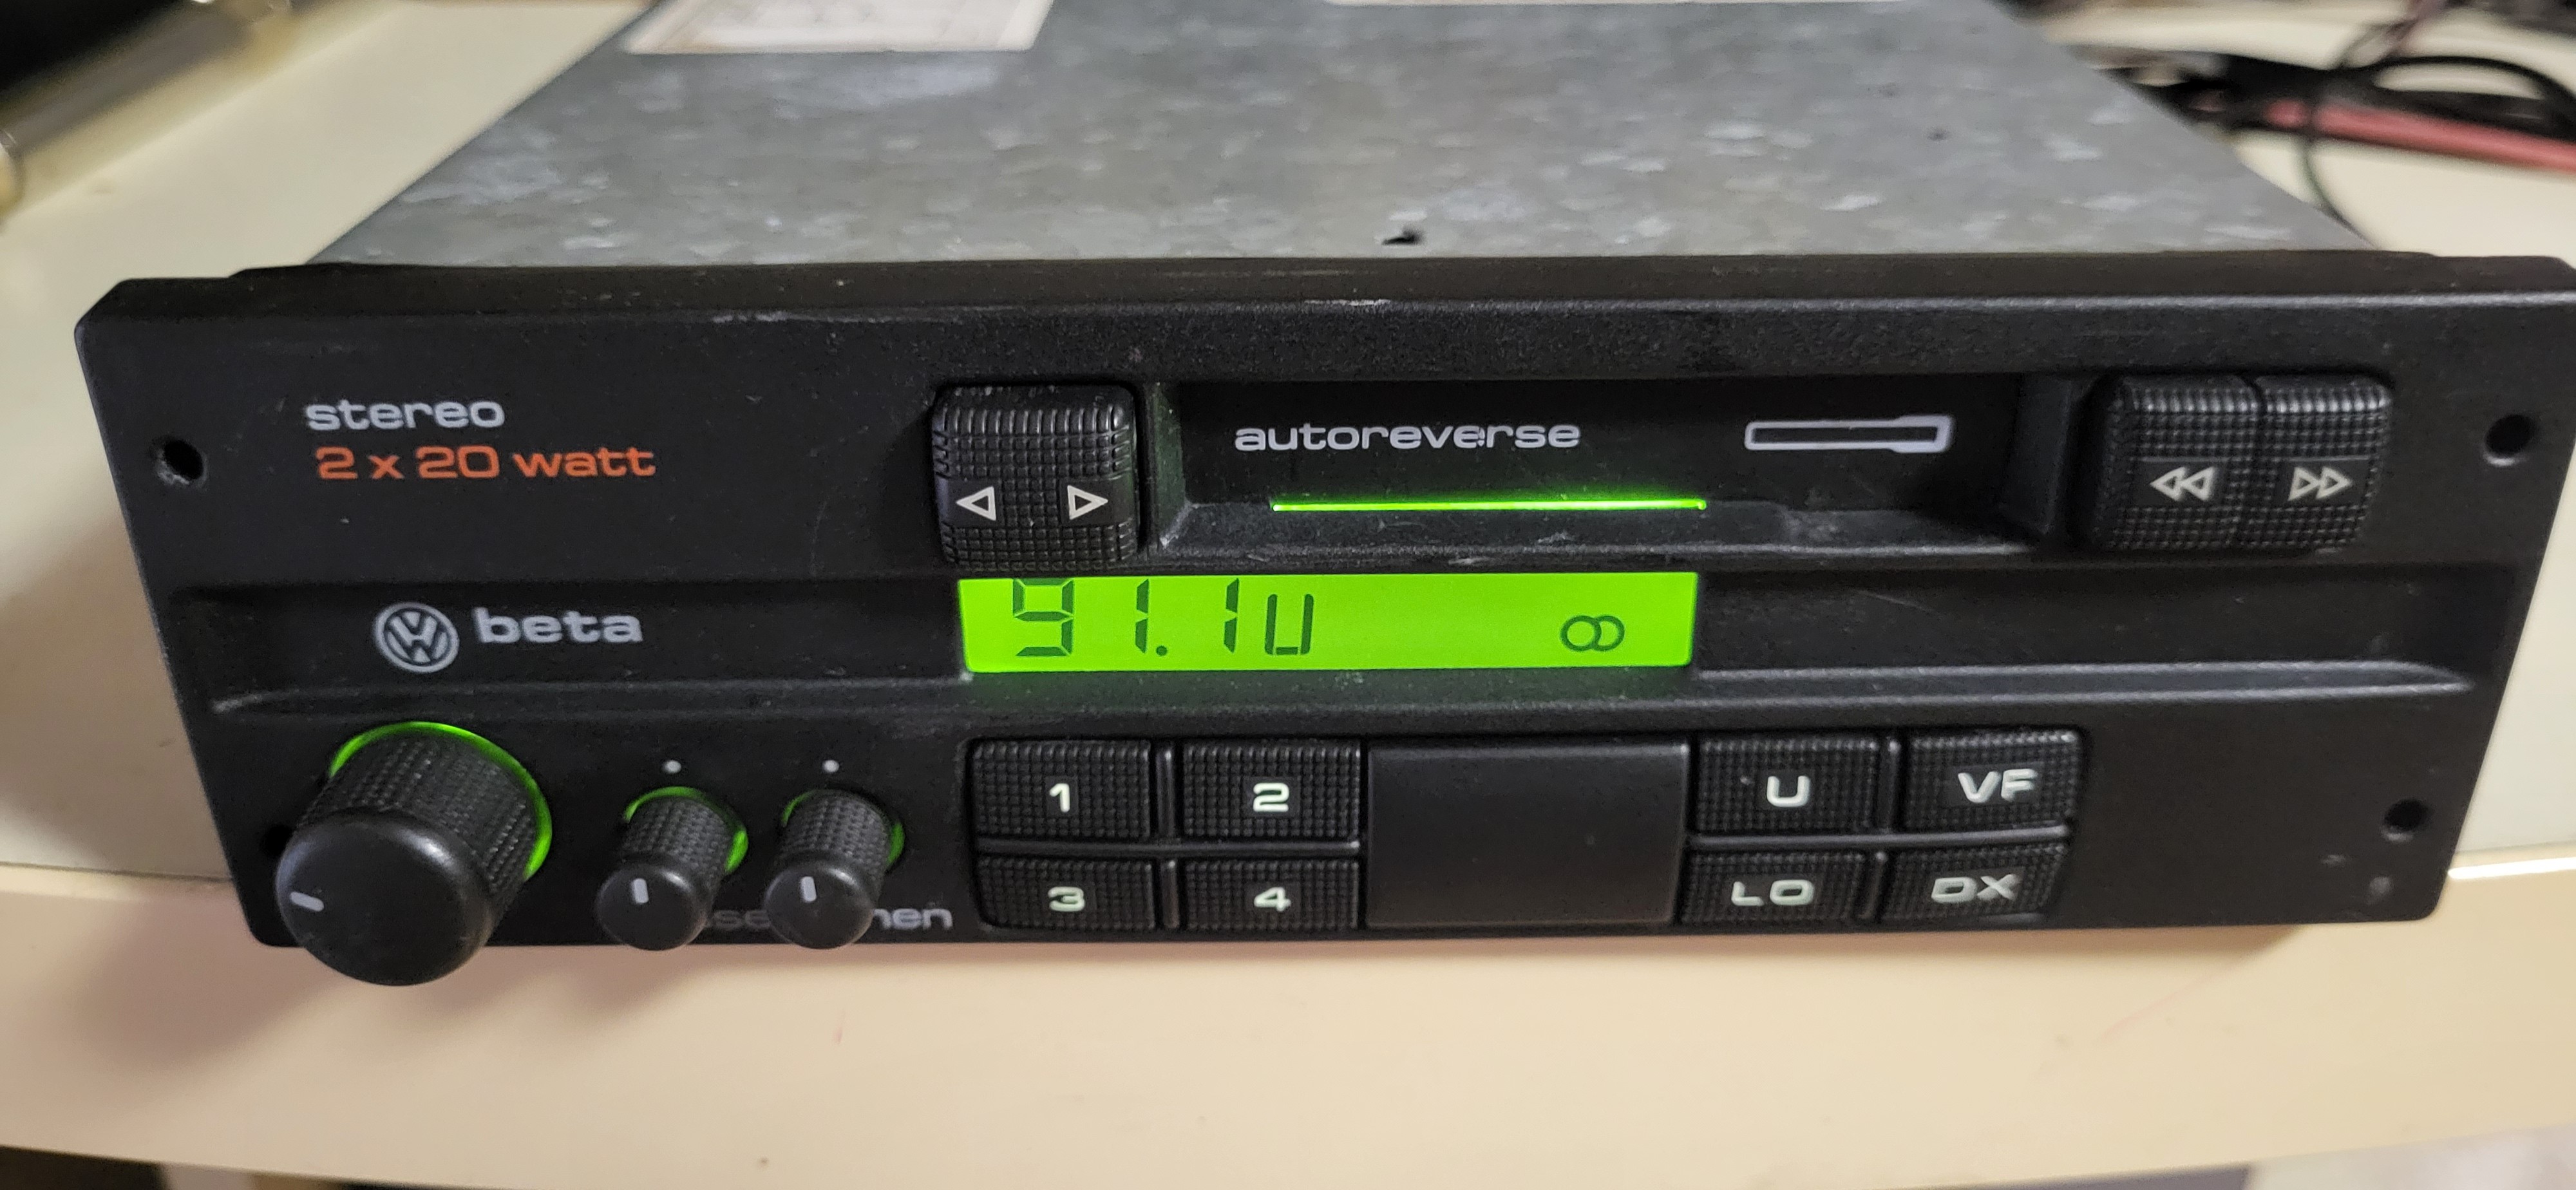 stereo
2 x 20 watt
autoreverse
beta
91.1U
1
2
U
VF
3
4
LO
DX